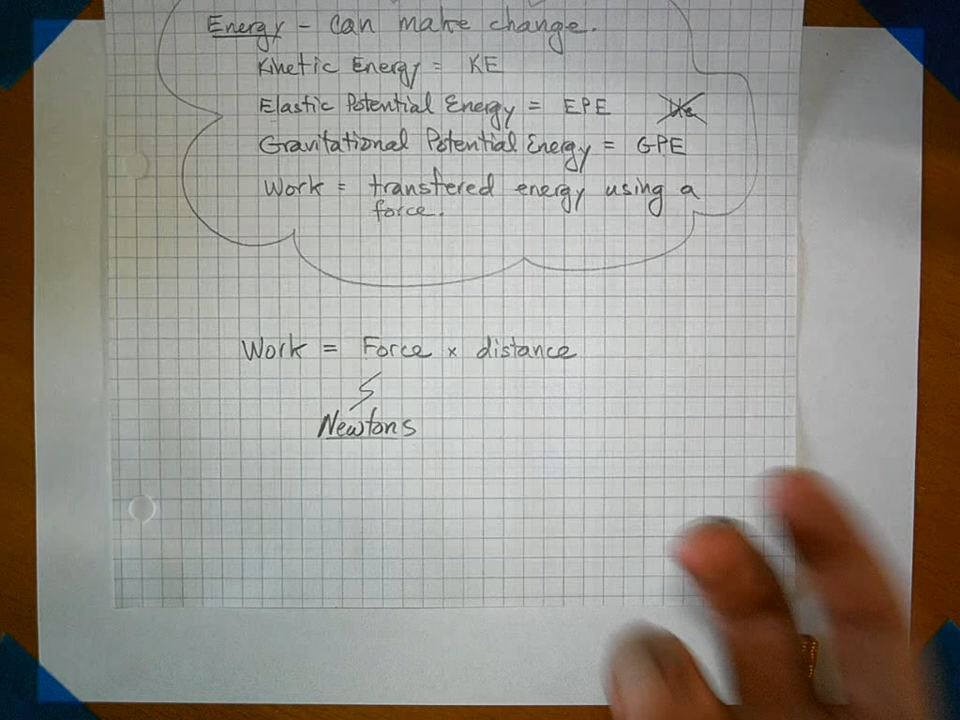 Energy - can make change.
Kinetic Energy = KE
Elastic Potential Energy = EPE
Gravitational Potential Energy = GPE
Work = transfered energy using a
force.
Work = Force × distance
Newtons